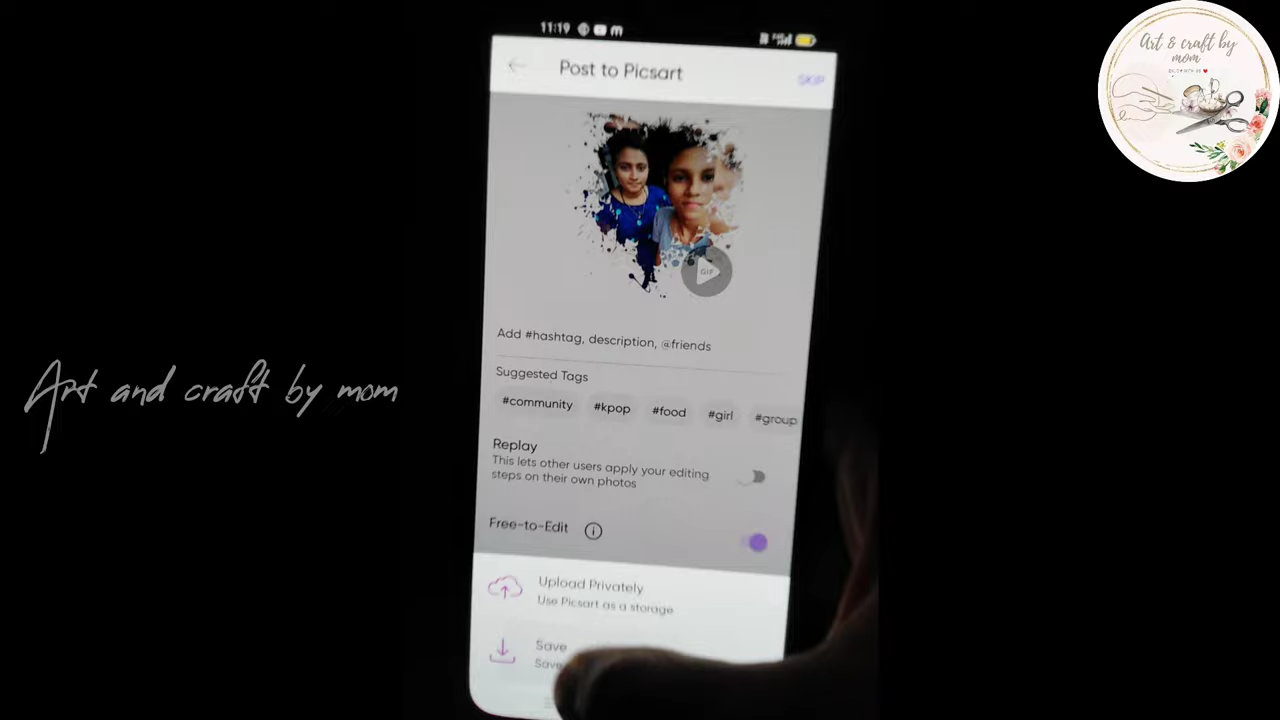 11:19
Post to Picsart
SKIP
GIF
Add #hashtag, description, @friends
Suggested Tags
#community #kpop #food #girl #group
Replay
This lets other users apply your editing
steps on their own photos
Free-to-Edit
Upload Privately
Use Picsart as a storage
Save
Save
Art and craft by mom
Art & craft by
mom